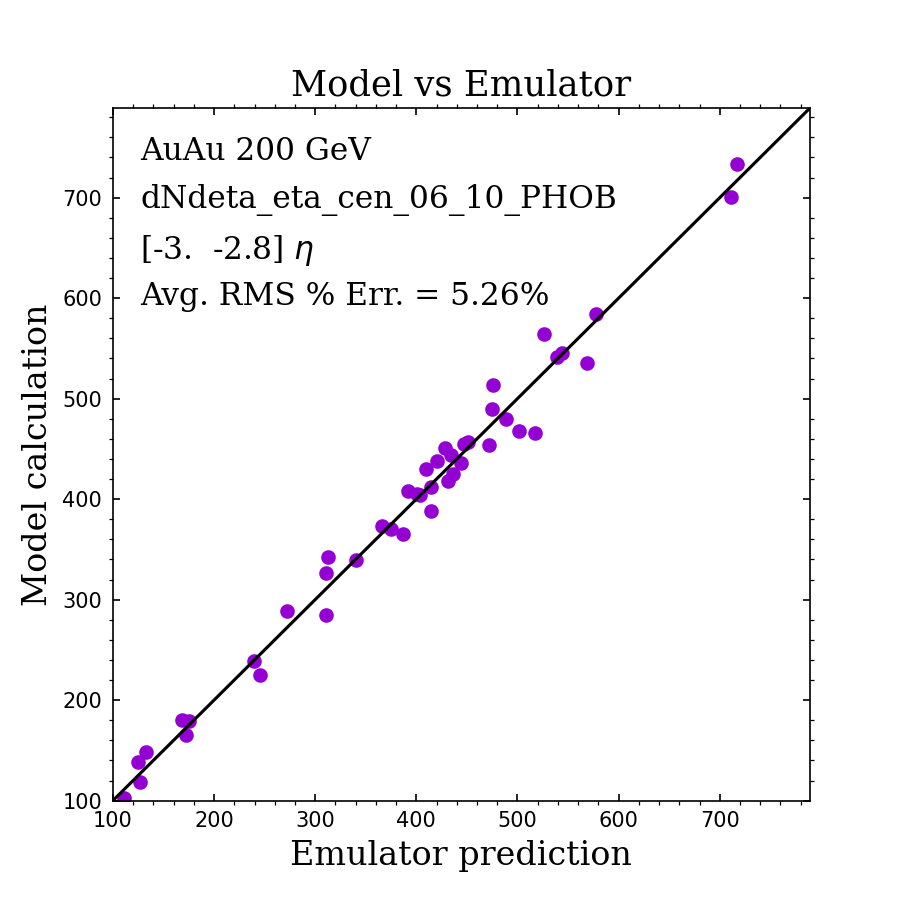 Model vs Emulator
AuAu 200 GeV
dNdeta_eta_cen_06_10_PHOB
[-3.  -2.8] η
Avg. RMS % Err. = 5.26%
Model calculation
700
600
500
400
300
200
100
100 200 300 400 500 600 700
Emulator prediction